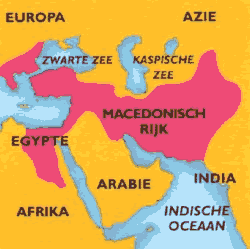 EUROPA
AZIE
ZWARTE ZEE
KASPISCHE
ZEE
MACEDONISCH
RIJK
EGYPTE
ARABIE
INDIA
AFRIKA
INDISCHE
OCEAAN